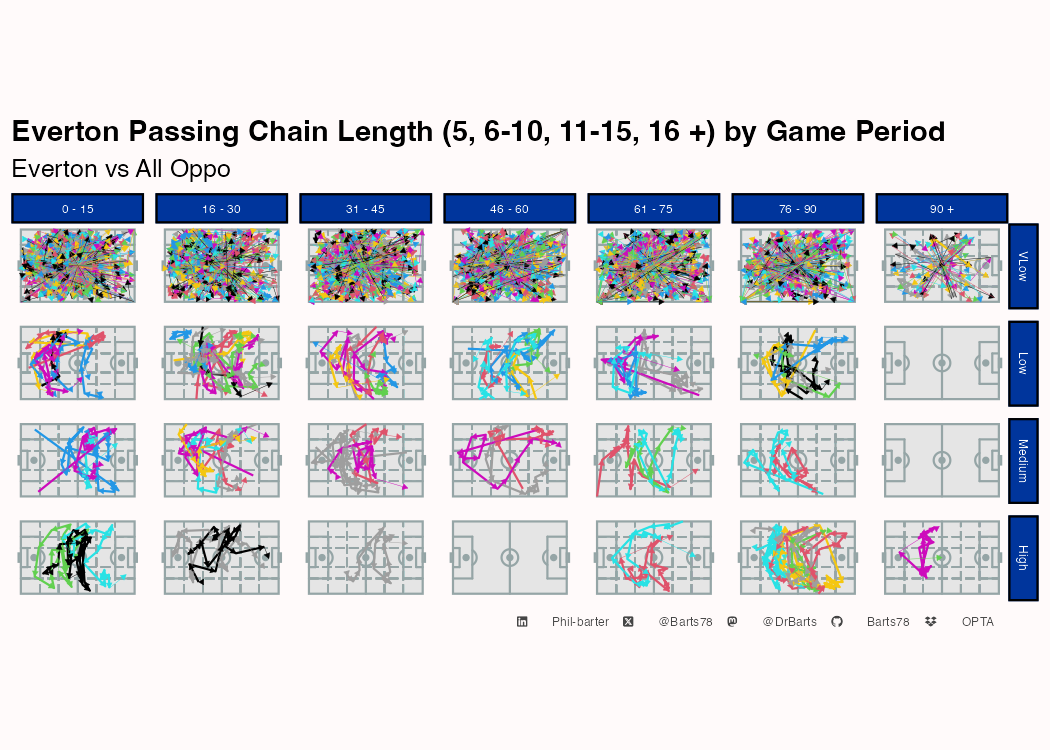 Everton Passing Chain Length (5, 6-10, 11-15, 16 +) by Game Period
Everton vs All Oppo
0 - 15 16 - 30 31 - 45 46 - 60 61 - 75 76 - 90 90 +
VLow
Low
Medium
High
Phil-barter @Barts78 @DrBarts Barts78 OPTA